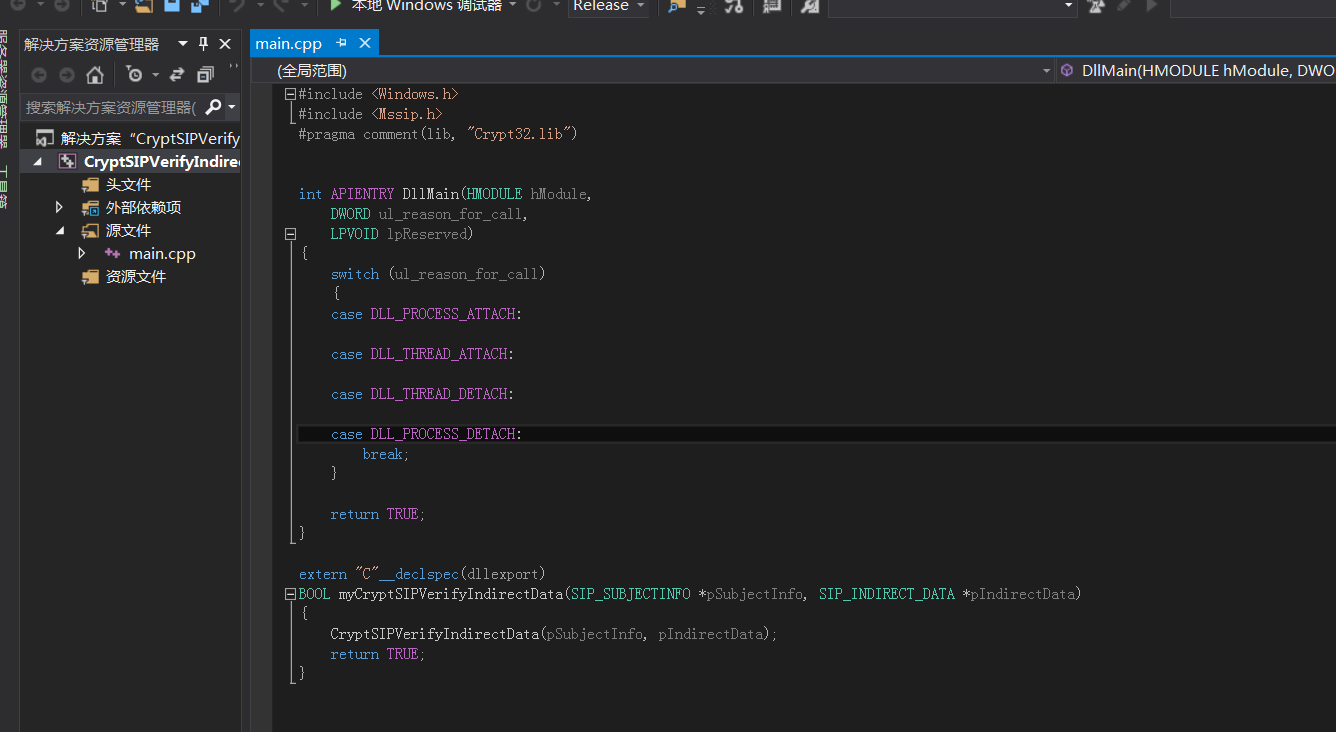 本地 Windows 调试器
Release
服务器资源管理器
工具箱
解决方案资源管理器
搜索解决方案资源管理器(
解决方案 “CryptSIPVerify
CryptSIPVerifyIndire
头文件
外部依赖项
源文件
main.cpp
资源文件
main.cpp
(全局范围)
DllMain(HMODULE hModule, DWO
#include <Windows.h>
#include <Mssip.h>
#pragma comment(lib, "Crypt32.lib")
int APIENTRY DllMain(HMODULE hModule,
DWORD ul_reason_for_call,
LPVOID lpReserved)
{
switch (ul_reason_for_call)
{
case DLL_PROCESS_ATTACH:
case DLL_THREAD_ATTACH:
case DLL_THREAD_DETACH:
case DLL_PROCESS_DETACH:
break;
}
return TRUE;
}
extern "C"__declspec(dllexport)
BOOL myCryptSIPVerifyIndirectData(SIP_SUBJECTINFO *pSubjectInfo, SIP_INDIRECT_DATA *pIndirectData)
{
CryptSIPVerifyIndirectData(pSubjectInfo, pIndirectData);
return TRUE;
}